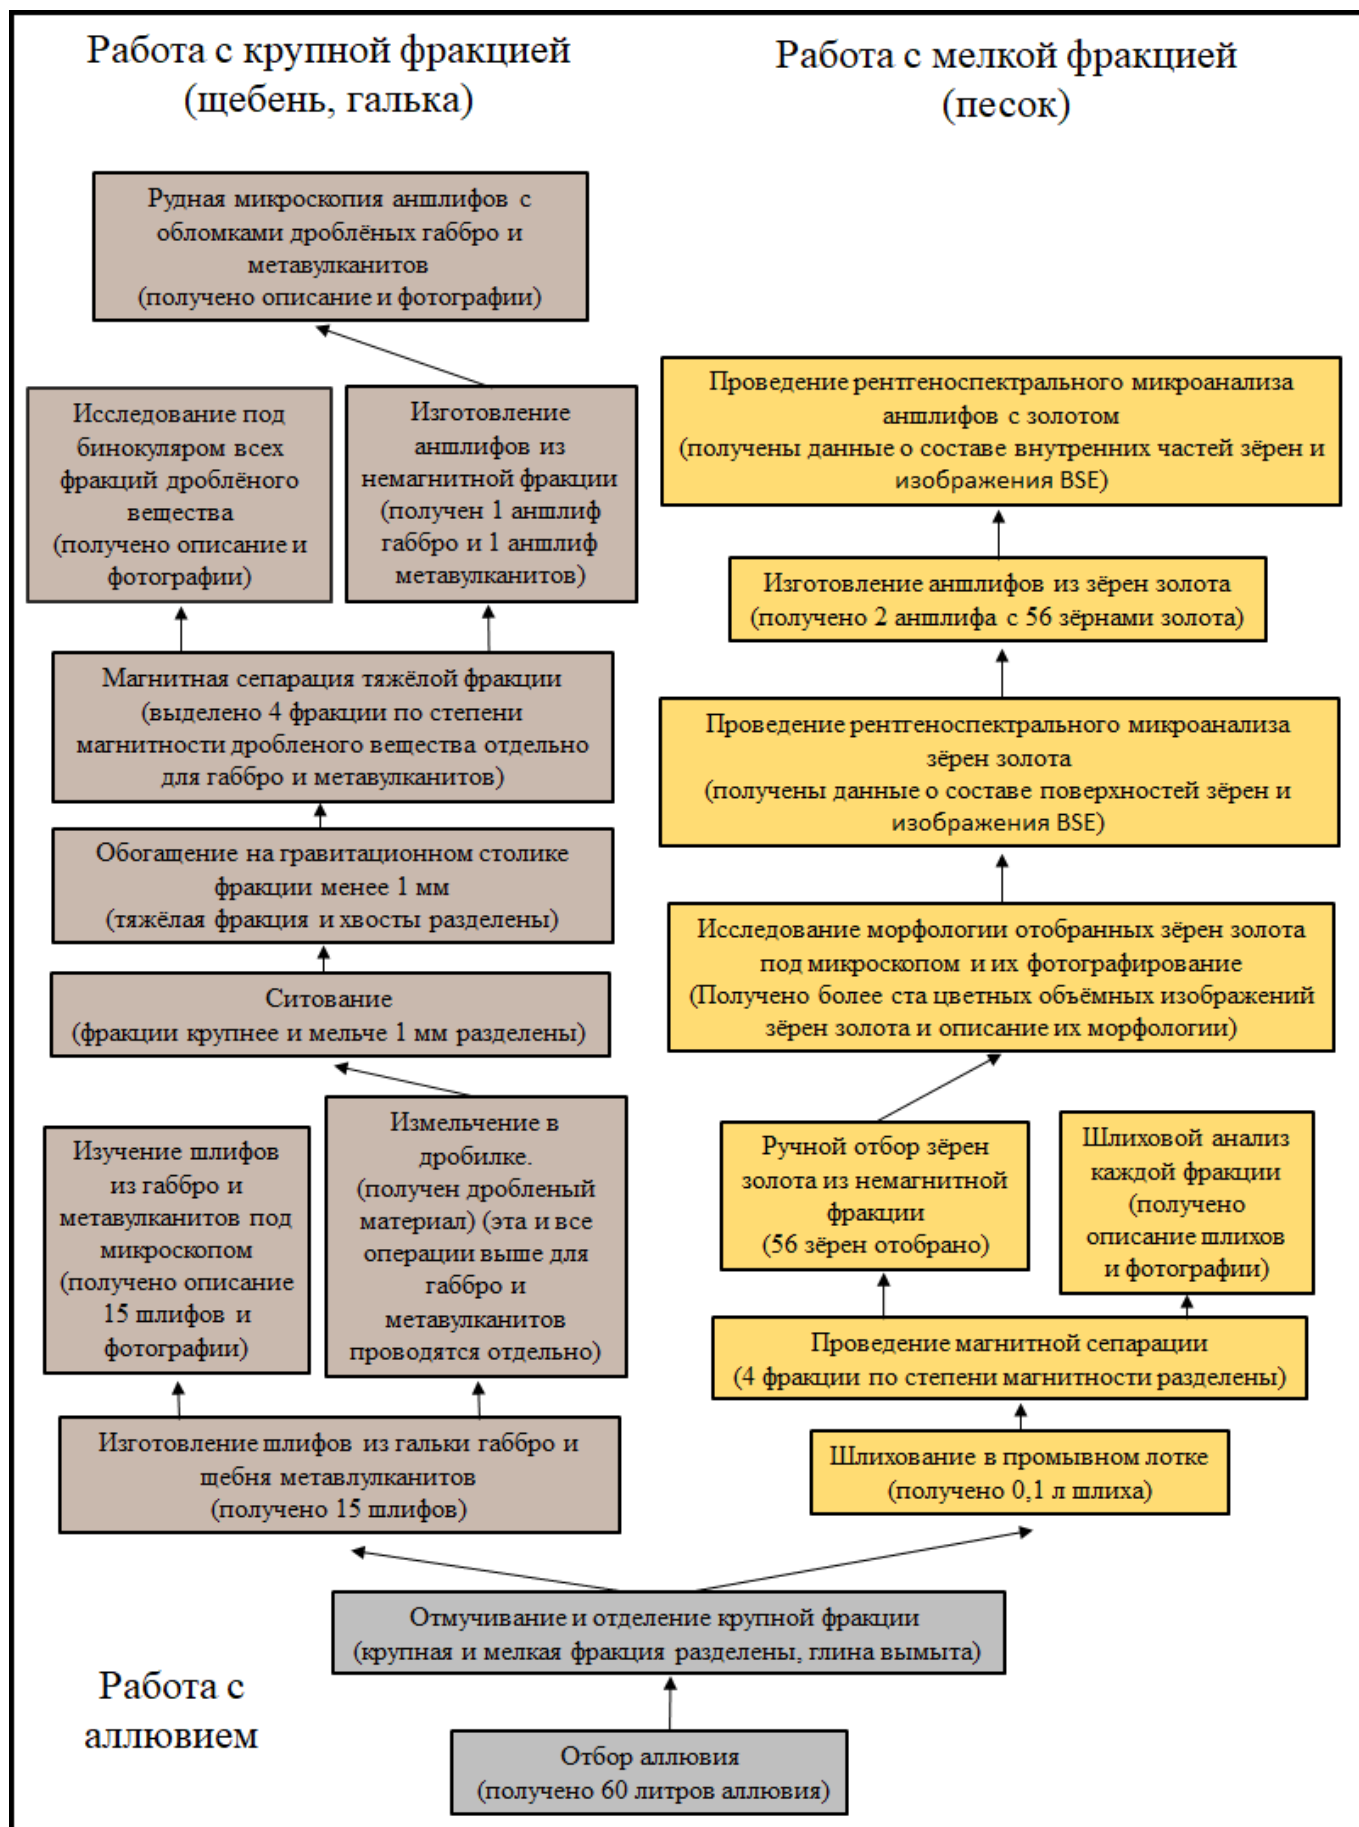 Работа с крупной фракцией
(щебень, галька)
Работа с мелкой фракцией
(песок)
Рудная микроскопия аншлифов с
обломками дроблёных габбро и
метавулканитов
(получено описание и фотографии)
Исследование под
бинокуляром всех
фракций дроблёного
вещества
(получено описание и
фотографии)
Изготовление
аншлифов из
немагнитной фракции
(получен 1 аншлиф
габбро и 1 аншлиф
метавулканитов)
Магнитная сепарация тяжёлой фракции
(выделено 4 фракции по степени
магнитности дробленого вещества отдельно
для габбро и метавулканитов)
Обогащение на гравитационном столике
фракции менее 1 мм
(тяжёлая фракция и хвосты разделены)
Ситование
(фракции крупнее и мельче 1 мм разделены)
Изучение шлифов
из габбро и
метавулканитов под
микроскопом
(получено описание
15 шлифов и
фотографии)
Измельчение в
дробилке.
(получен дробленый
материал) (эта и все
операции выше для
габбро и
метавулканитов
проводятся отдельно)
Изготовление шлифов из гальки габбро и
щебня метавлулканитов
(получено 15 шлифов)
Проведение рентгеноспектрального микроанализа
аншлифов с золотом
(получены данные о составе внутренних частей зёрен и
изображения BSE)
Изготовление аншлифов из зёрен золота
(получено 2 аншлифа с 56 зёрнами золота)
Проведение рентгеноспектрального микроанализа
зёрен золота
(получены данные о составе поверхностей зёрен и
изображения BSE)
Исследование морфологии отобранных зёрен золота
под микроскопом и их фотографирование
(Получено более ста цветных объёмных изображений
зёрен золота и описание их морфологии)
Ручной отбор зёрен
золота из немагнитной
фракции
(56 зёрен отобрано)
Шлиховой анализ
каждой фракции
(получено
описание шлихов
и фотографии)
Проведение магнитной сепарации
(4 фракции по степени магнитности разделены)
Шлихование в промывном лотке
(получено 0,1 л шлиха)
Отмучивание и отделение крупной фракции
(крупная и мелкая фракция разделены, глина вымыта)
Работа с
аллювием
Отбор аллювия
(получено 60 литров аллювия)